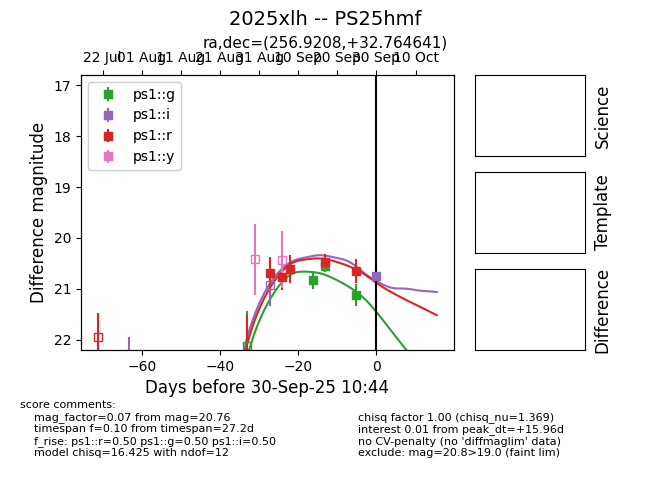 2025xlh -- PS25hmf
ra,dec=(256.9208,+32.764641)
22 Jul 01 Aug 11 Aug 21 Aug 31 Aug 10 Sep 20 Sep 30 Sep 10 Oct
ps1::g
ps1::i
ps1::r
ps1::y
17
18
19
20
21
22
Difference magnitude
−60 −40 −20 0
Days before 30-Sep-25 10:44
Science
Template
Difference
score comments:
mag_factor=0.07 from mag=20.76
timespan f=0.10 from timespan=27.2d
f_rise: ps1::r=0.50 ps1::g=0.50 ps1::i=0.50
model chisq=16.425 with ndof=12
chisq factor 1.00 (chisq_nu=1.369)
interest 0.01 from peak_dt=+15.96d
no CV-penalty (no 'diffmaglim' data)
exclude: mag=20.8>19.0 (faint lim)